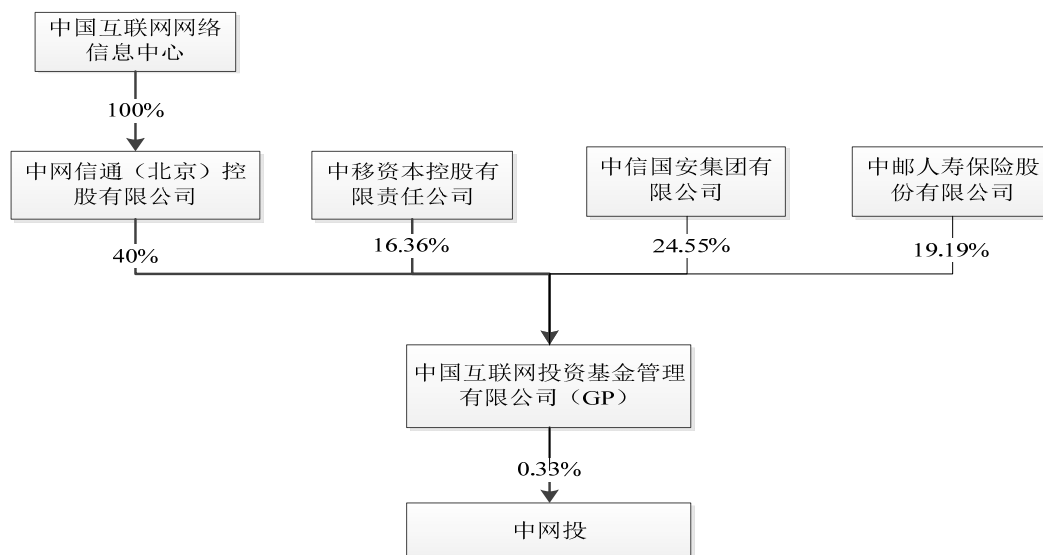 中国互联网网络
信息中心
100%
中网信通（北京）控
股有限公司
中移资本控股有
限责任公司
中信国安集团有
限公司
中邮人寿保险股
份有限公司
40%
16.36%
24.55%
19.19%
中国互联网投资基金管理
有限公司（GP）
0.33%
中网投